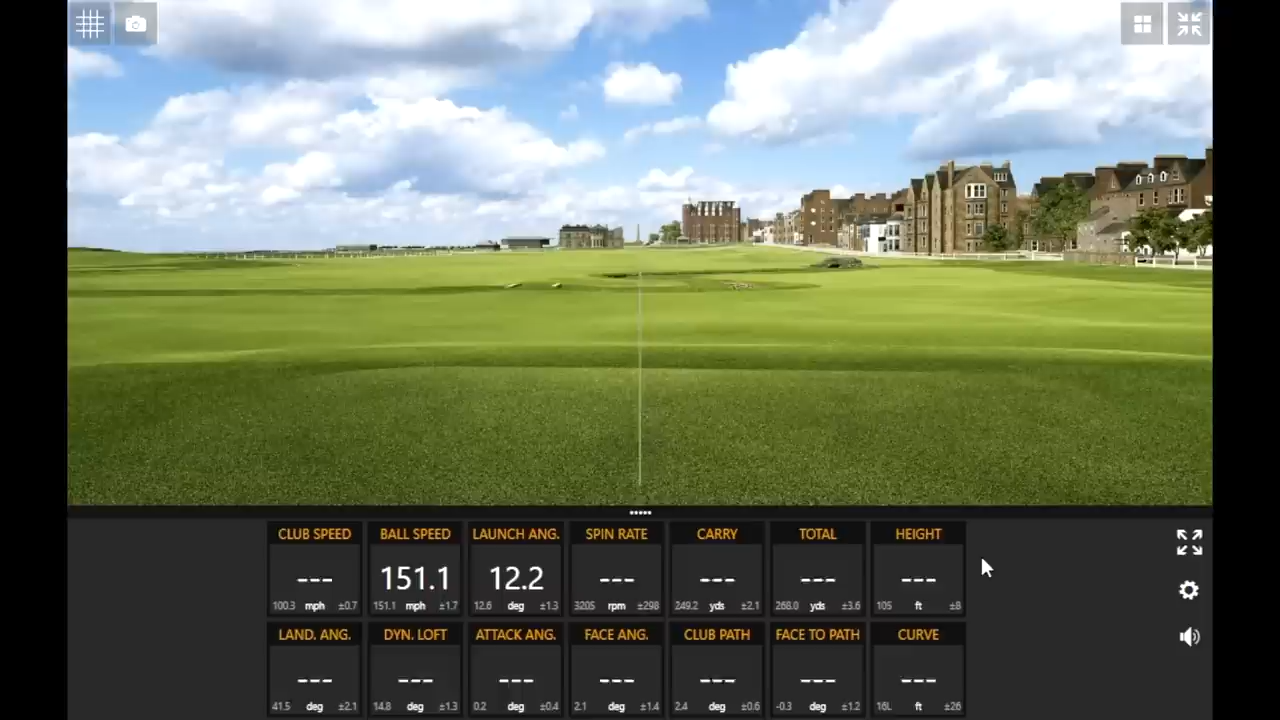 CLUB SPEED BALL SPEED LAUNCH ANG. SPIN RATE CARRY TOTAL HEIGHT
--- 151.1 12.2 --- --- --- ---
100.3 mph ±0.7 151.1 mph ±1.7 12.6 deg ±1.3 3205 rpm ±298 249.2 yds ±2.1 268.0 yds ±3.6 105 ft ±8
LAND. ANG. DYN. LOFT ATTACK ANG. FACE ANG. CLUB PATH FACE TO PATH CURVE
--- --- --- --- --- --- ---
41.5 deg ±2.1 14.8 deg ±1.3 0.2 deg ±0.4 2.1 deg ±1.4 2.4 deg ±0.6 -0.3 deg ±1.2 16L ft ±26